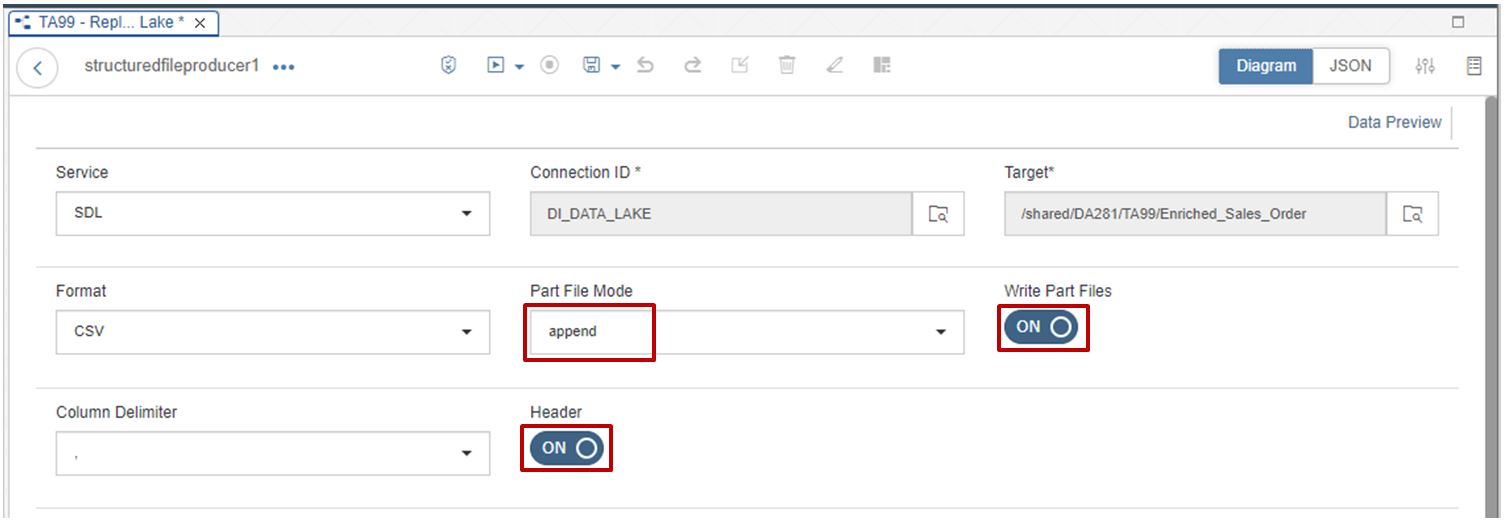 TA99 - Repl... Lake *
structuredfileproducer1
Diagram JSON
Data Preview
Service Connection ID * Target*
SDL DI_DATA_LAKE /shared/DA281/TA99/Enriched_Sales_Order
Format Part File Mode Write Part Files
CSV append ON
Column Delimiter Header
, ON